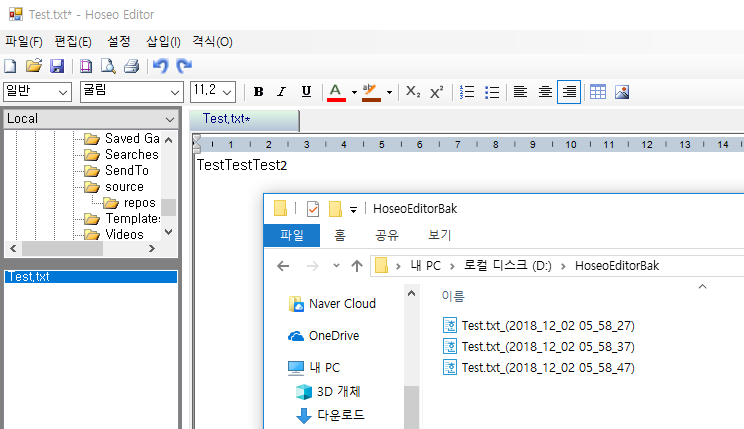 Test.txt* - Hoseo Editor
파일(F) 편집(E) 설정 삽입(I) 격식(O)
일반 굴림 11.2 B I U A ab X₂ X²
Local
Saved Ga
Searches
SendTo
source
repos
Templates
Videos
Test.txt
Test.txt*
1 2 3 4 5 6 7 8 9 10 11 12 13 14
TestTestTest2
HoseoEditorBak
파일 홈 공유 보기
내 PC > 로컬 디스크 (D:) > HoseoEditorBak
Naver Cloud
OneDrive
내 PC
3D 개체
다운로드
이름
Test.txt_(2018_12_02 05_58_27)
Test.txt_(2018_12_02 05_58_37)
Test.txt_(2018_12_02 05_58_47)